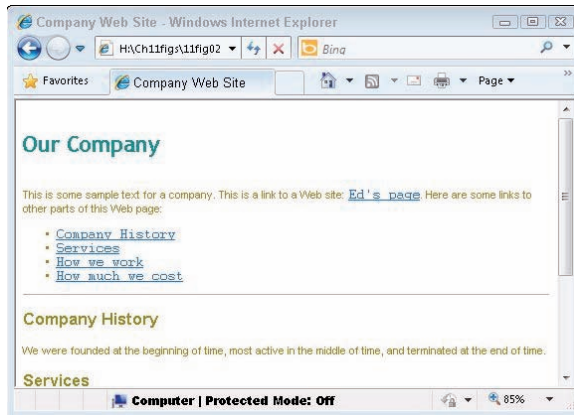 Company Web Site - Windows Internet Explorer
H:\Ch11figs\11fig02
Bing
Favorites
Company Web Site
Page
Our Company
This is some sample text for a company. This is a link to a Web site: Ed's page. Here are some links to
other parts of this Web page:
• Company History
• Services
• How we work
• How much we cost
Company History
We were founded at the beginning of time, most active in the middle of time, and terminated at the end of time.
Services
Computer | Protected Mode: Off
85%